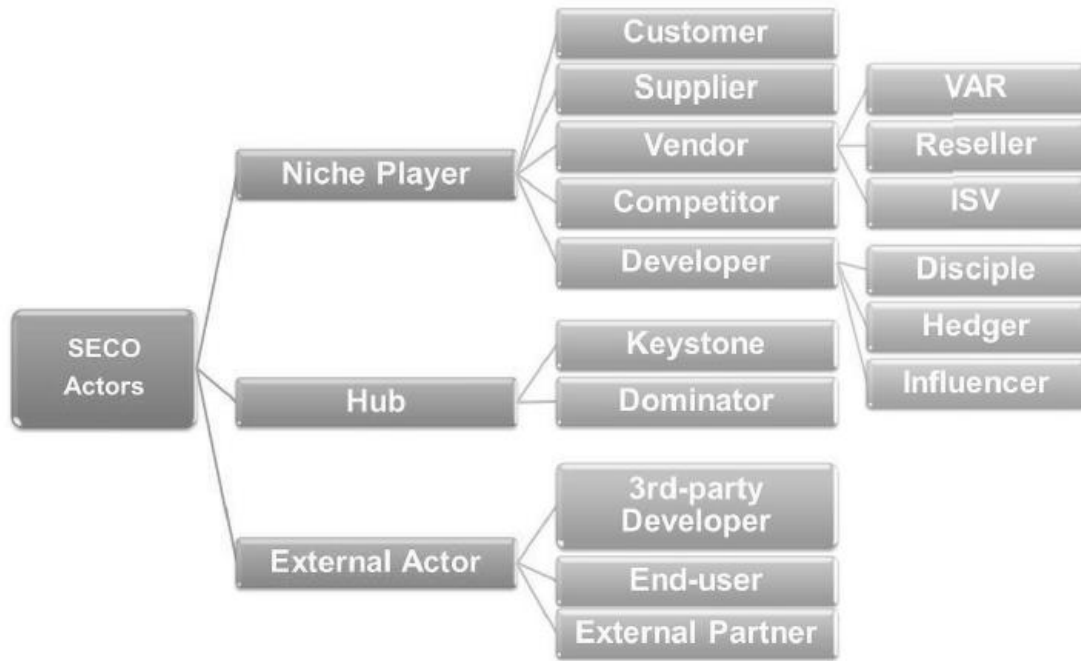 SECO
Actors
Niche Player
Customer
Supplier
Vendor
VAR
Reseller
ISV
Competitor
Developer
Disciple
Hedger
Influencer
Hub
Keystone
Dominator
External Actor
3rd-party
Developer
End-user
External Partner